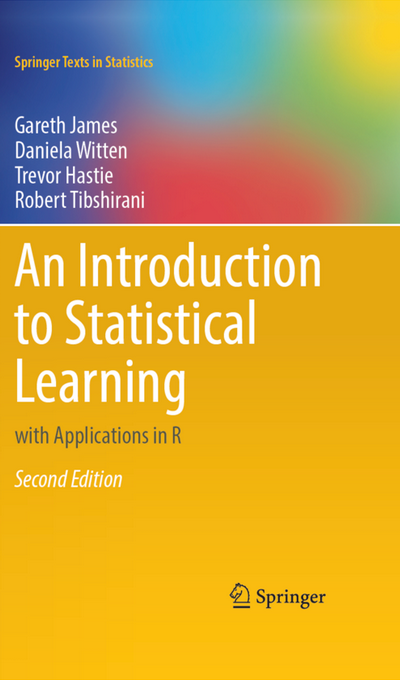 Springer Texts in Statistics
Gareth James
Daniela Witten
Trevor Hastie
Robert Tibshirani
An Introduction
to Statistical
Learning
with Applications in R
Second Edition
Springer